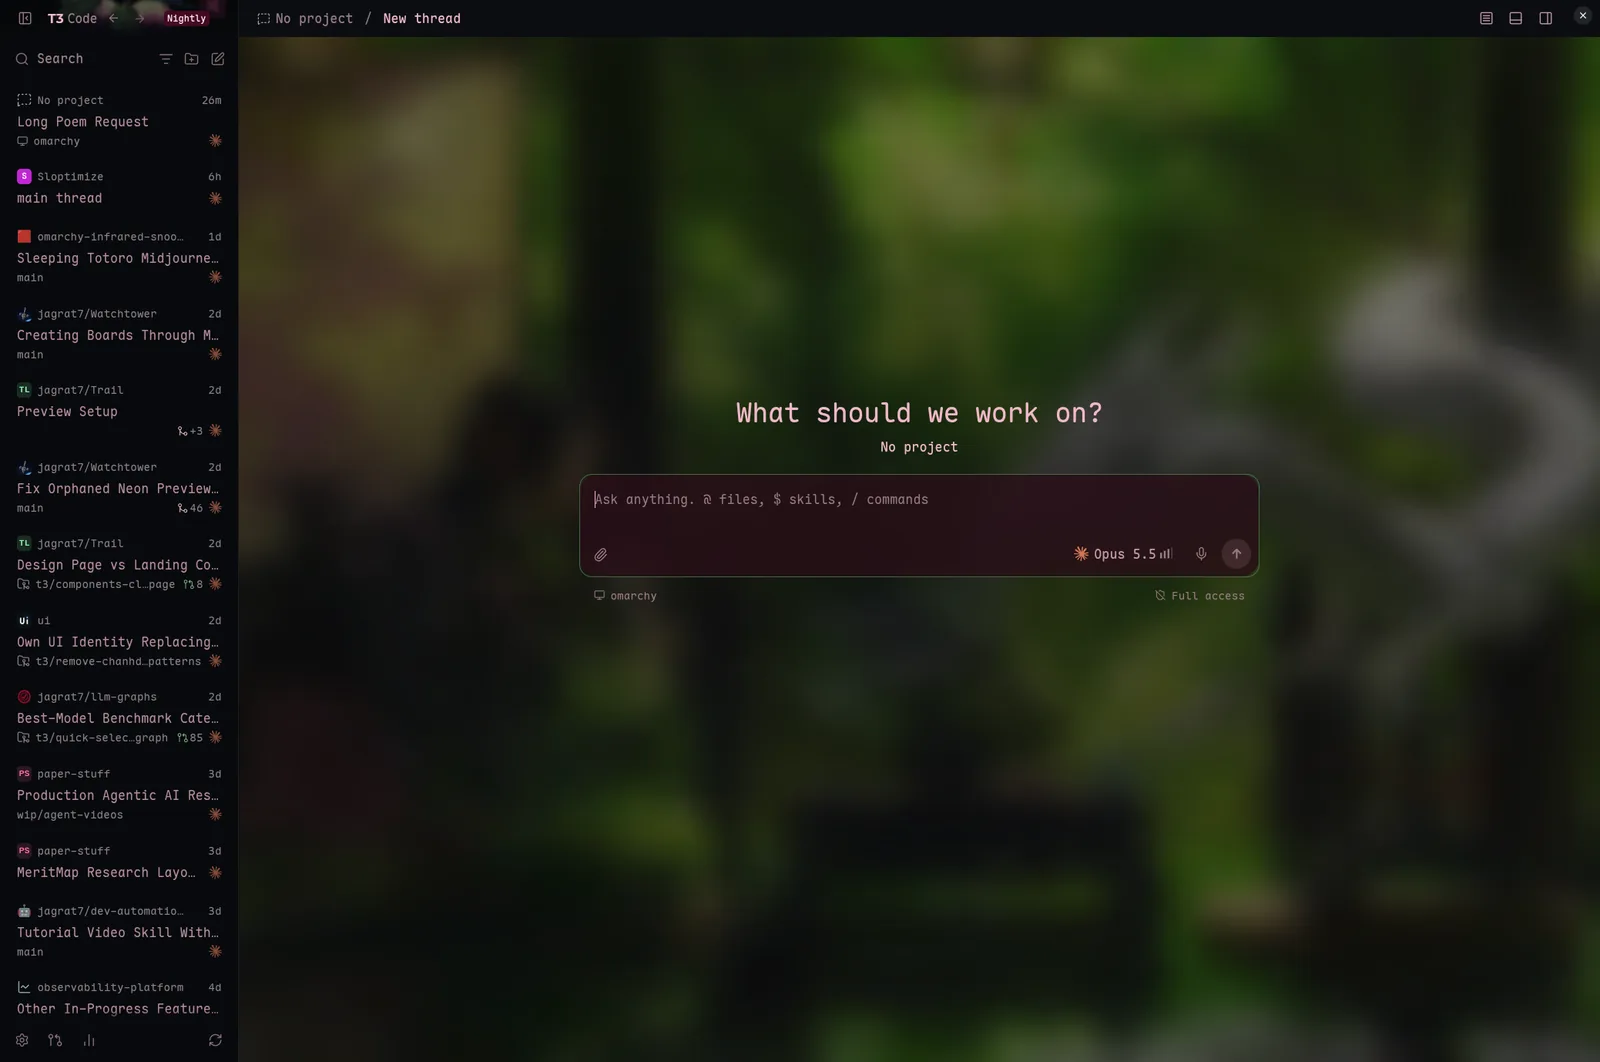 T3 Code Nightly
Search
No project 26m
Long Poem Request
omarchy
S Sloptimize 6h
main thread
omarchy-infrared-snoo… 1d
Sleeping Totoro Midjourne…
main
jagrat7/Watchtower 2d
Creating Boards Through M…
main
TL jagrat7/Trail 2d
Preview Setup
+3
jagrat7/Watchtower 2d
Fix Orphaned Neon Preview…
main 46
TL jagrat7/Trail 2d
Design Page vs Landing Co…
t3/components-cl…page 8
Ui ui 2d
Own UI Identity Replacing…
t3/remove-chanhd…patterns
jagrat7/llm-graphs 2d
Best-Model Benchmark Cate…
t3/quick-selec…graph 85
PS paper-stuff 3d
Production Agentic AI Res…
wip/agent-videos
PS paper-stuff 3d
MeritMap Research Layo…
jagrat7/dev-automatio… 3d
Tutorial Video Skill With…
main
observability-platform 4d
Other In-Progress Feature…
No project / New thread
What should we work on?
No project
Ask anything. @ files, $ skills, / commands
Opus 5.5
omarchy
Full access